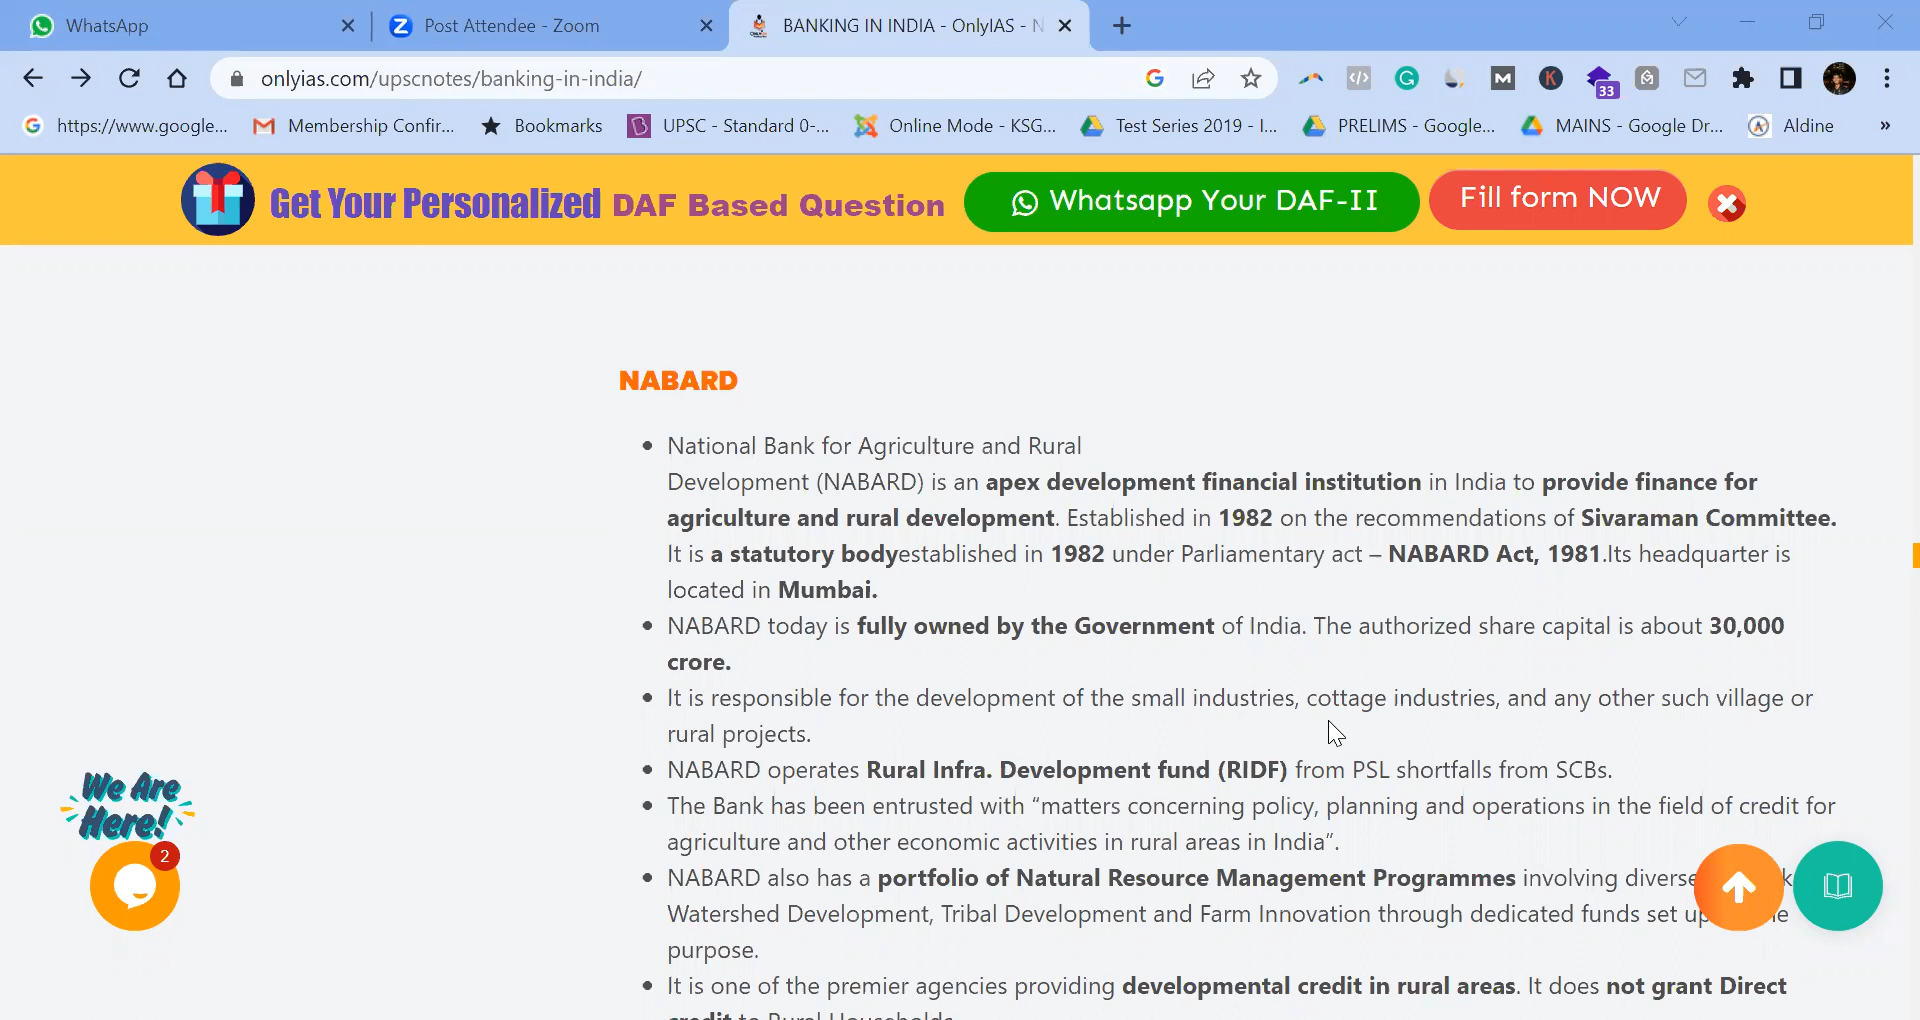 WhatsApp
Post Attendee - Zoom
BANKING IN INDIA - OnlyIAS - N
onlyias.com/upscnotes/banking-in-india/
33
https://www.google...
Membership Confir...
Bookmarks
UPSC - Standard 0-...
Online Mode - KSG...
Test Series 2019 - I...
PRELIMS - Google...
MAINS - Google Dr...
Aldine
»
Get Your Personalized DAF Based Question
Whatsapp Your DAF-II
Fill form NOW
NABARD
• National Bank for Agriculture and Rural
Development (NABARD) is an apex development financial institution in India to provide finance for
agriculture and rural development. Established in 1982 on the recommendations of Sivaraman Committee.
It is a statutory bodyestablished in 1982 under Parliamentary act – NABARD Act, 1981.Its headquarter is
located in Mumbai.
• NABARD today is fully owned by the Government of India. The authorized share capital is about 30,000
crore.
• It is responsible for the development of the small industries, cottage industries, and any other such village or
rural projects.
• NABARD operates Rural Infra. Development fund (RIDF) from PSL shortfalls from SCBs.
• The Bank has been entrusted with “matters concerning policy, planning and operations in the field of credit for
agriculture and other economic activities in rural areas in India”.
• NABARD also has a portfolio of Natural Resource Management Programmes involving diverse
Watershed Development, Tribal Development and Farm Innovation through dedicated funds set
purpose.
• It is one of the premier agencies providing developmental credit in rural areas. It does not grant Direct
credit to Rural Households
We Are
Here!
2